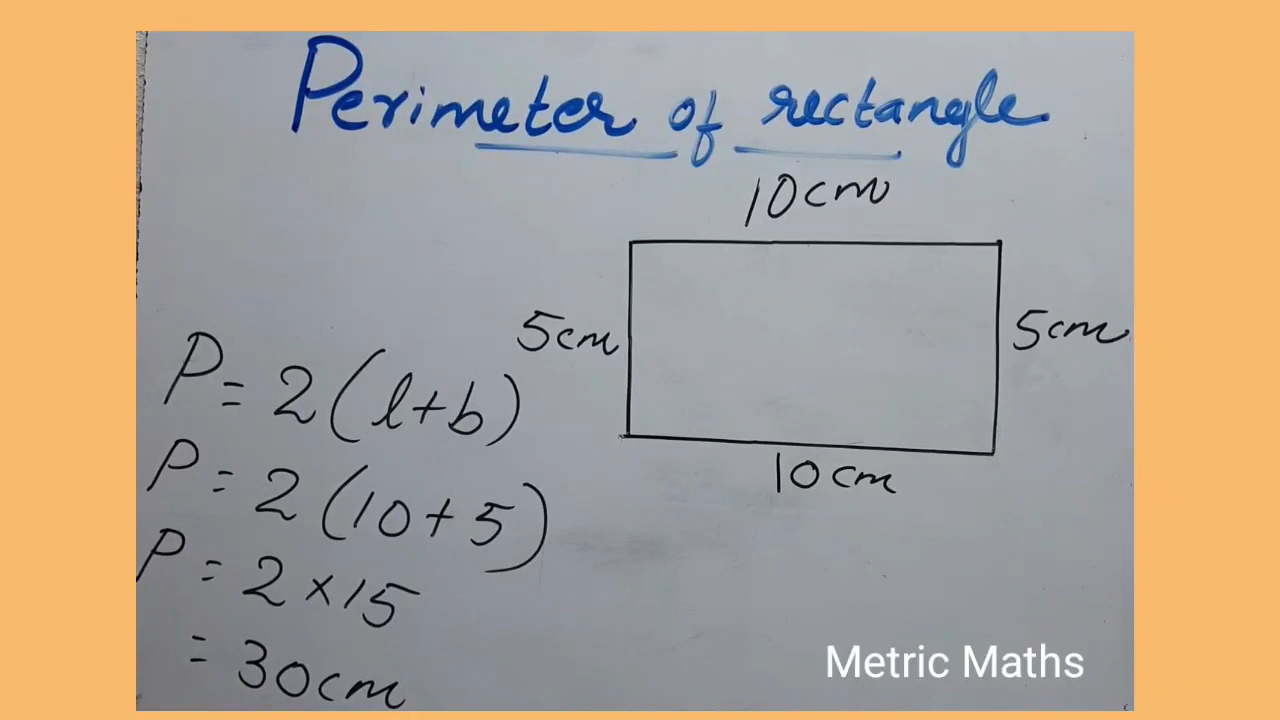 Perimeter of rectangle.
10cm
5cm
5cm
10cm
P = 2(l+b)
P = 2(10+5)
P = 2×15
= 30cm
Metric Maths